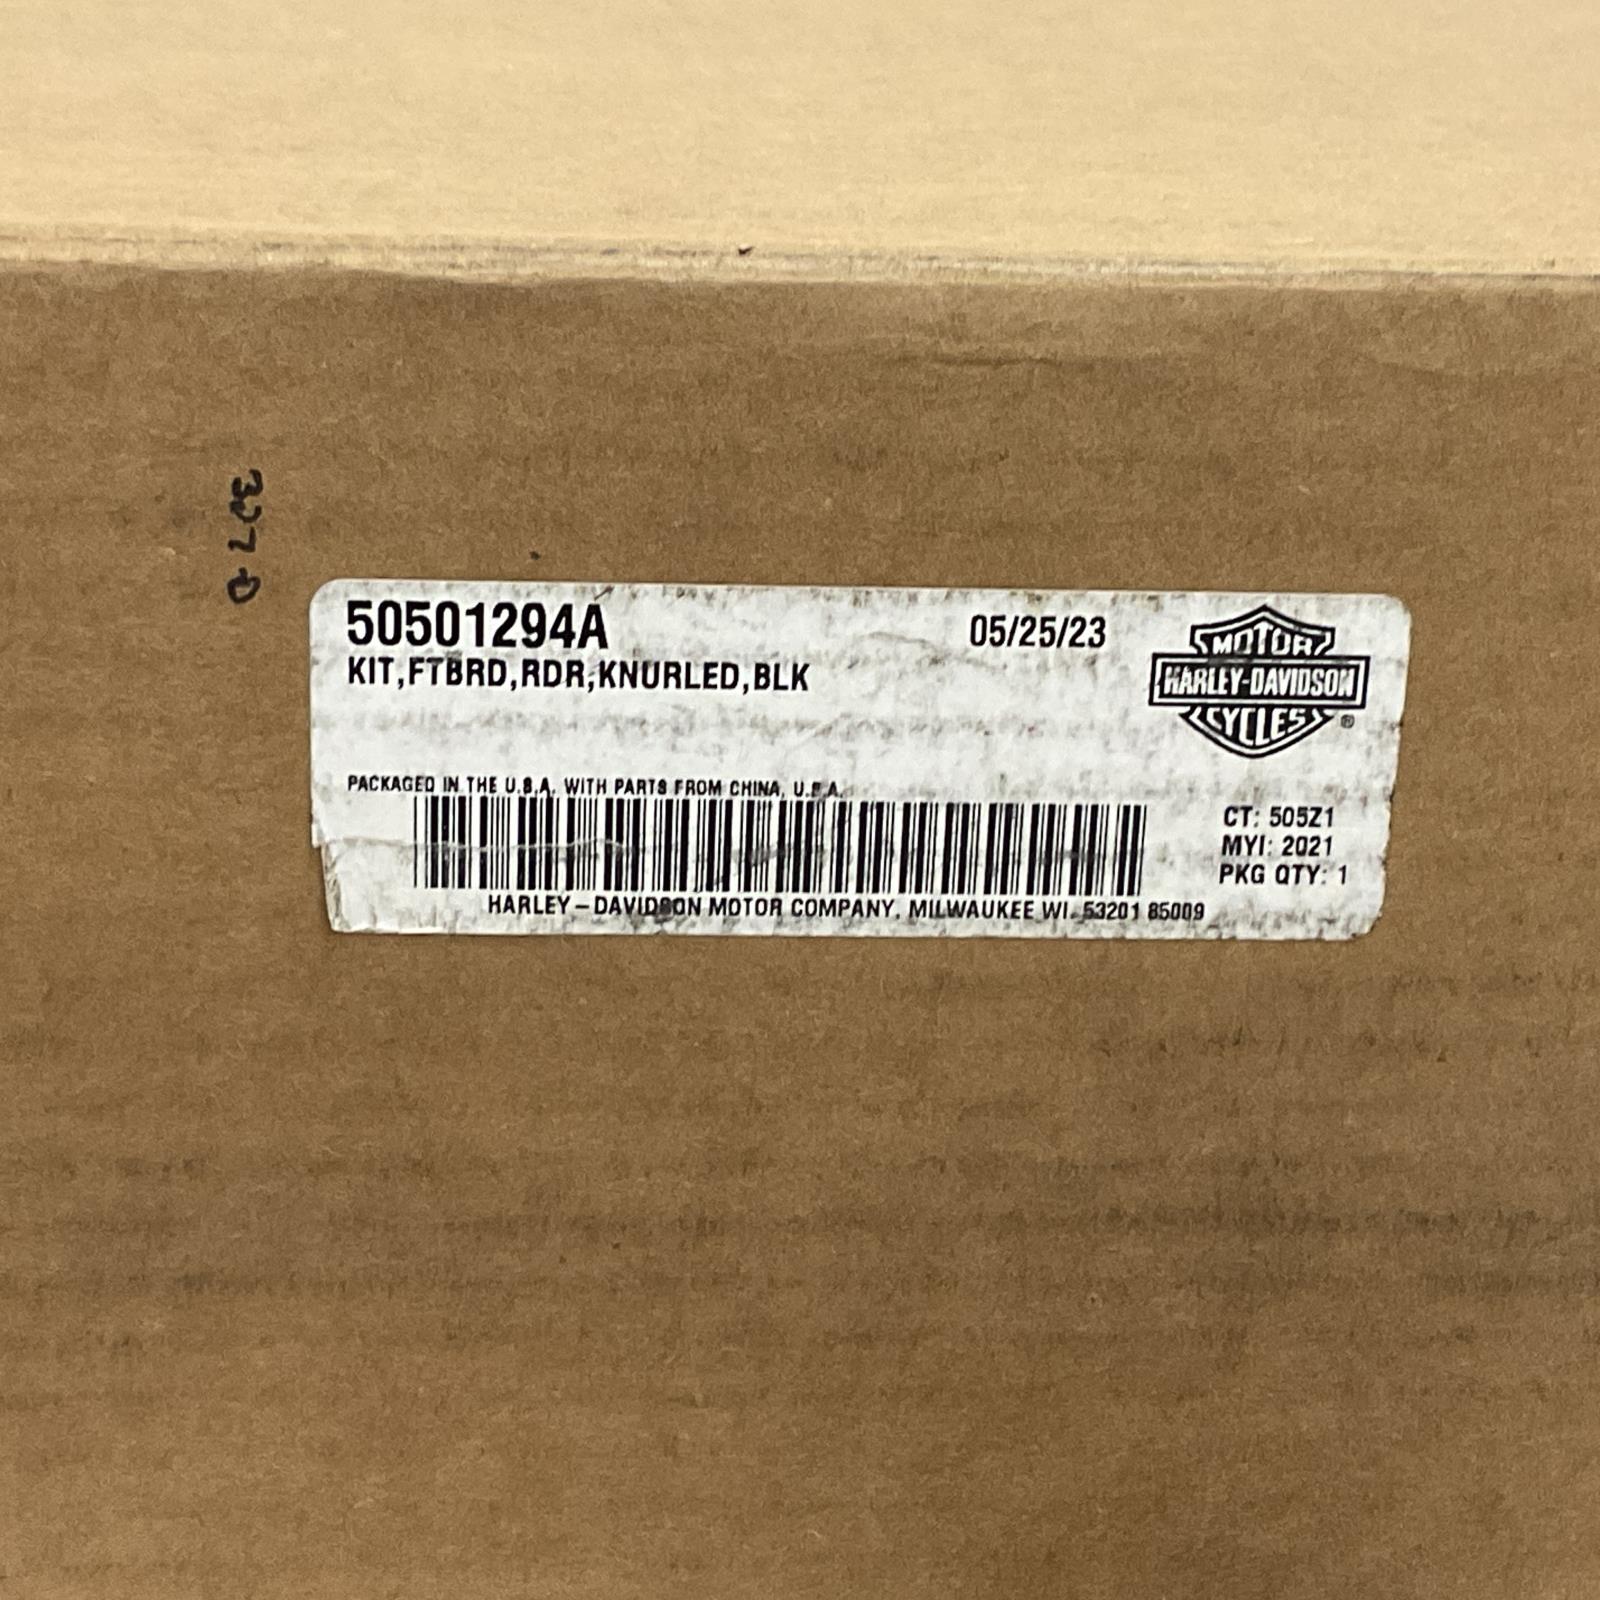 50501294A
05/25/23
KIT,FTBRD,RDR,KNURLED,BLK
MOTOR
HARLEY-DAVIDSON
CYCLES
®
PACKAGED IN THE U.S.A. WITH PARTS FROM CHINA, U.S.A.
CT: 505Z1
MYI: 2021
PKG QTY: 1
HARLEY-DAVIDSON MOTOR COMPANY. MILWAUKEE WI. 53201 85009